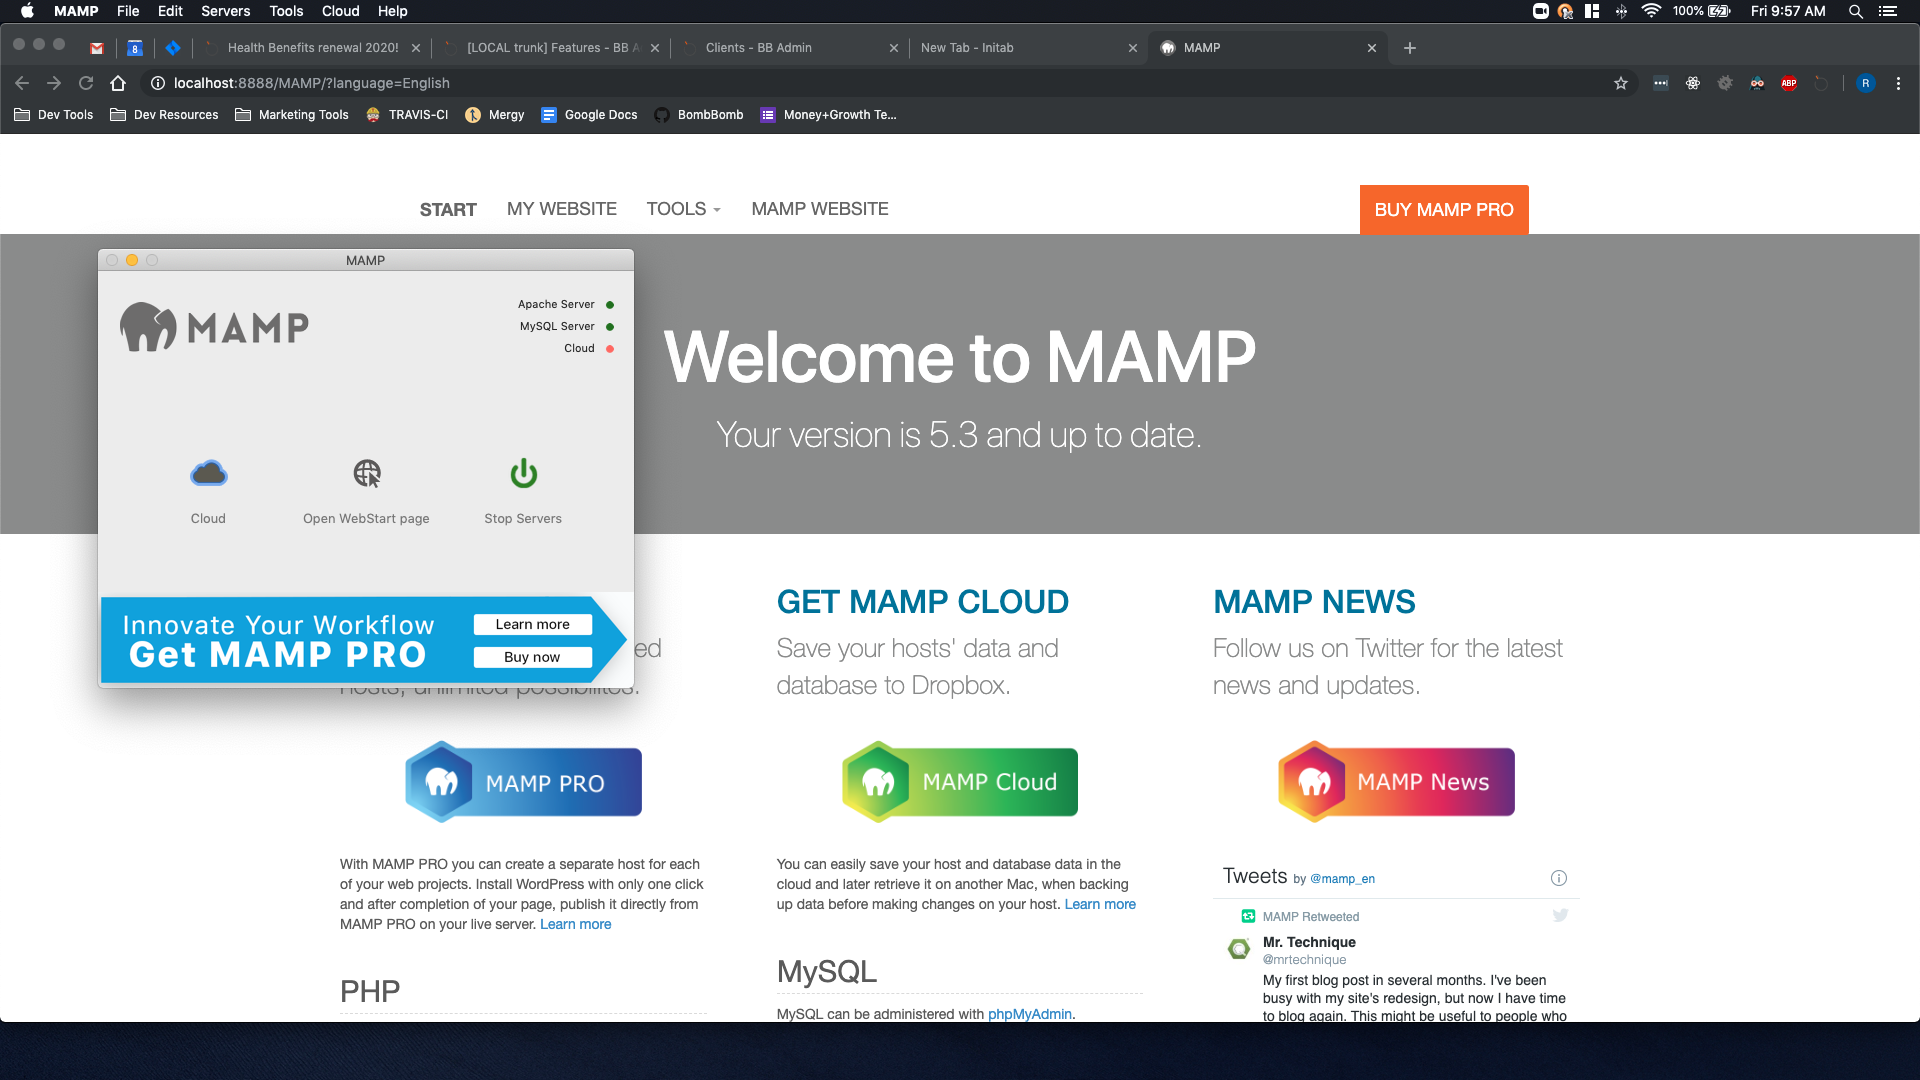 MAMP File Edit Servers Tools Cloud Help
100% Fri 9:57 AM
8 Health Benefits renewal 2020! [LOCAL trunk] Features - BB A Clients - BB Admin New Tab - Initab MAMP
localhost:8888/MAMP/?language=English
ABP R
Dev Tools Dev Resources Marketing Tools TRAVIS-CI Mergy Google Docs BombBomb Money+Growth Te...
START MY WEBSITE TOOLS MAMP WEBSITE BUY MAMP PRO
MAMP
MAMP
Apache Server
MySQL Server
Cloud
Cloud
Open WebStart page
Stop Servers
Innovate Your Workflow
Get MAMP PRO
Learn more
Buy now
Welcome to MAMP
Your version is 5.3 and up to date.
hosts, unlimited possibilites.
MAMP PRO
With MAMP PRO you can create a separate host for each
of your web projects. Install WordPress with only one click
and after completion of your page, publish it directly from
MAMP PRO on your live server. Learn more
PHP
GET MAMP CLOUD
Save your hosts' data and
database to Dropbox.
MAMP Cloud
You can easily save your host and database data in the
cloud and later retrieve it on another Mac, when backing
up data before making changes on your host. Learn more
MySQL
MySQL can be administered with phpMyAdmin.
MAMP NEWS
Follow us on Twitter for the latest
news and updates.
MAMP News
Tweets by @mamp_en
MAMP Retweeted
Mr. Technique
@mrtechnique
My first blog post in several months. I've been
busy with my site's redesign, but now I have time
to blog again. This might be useful to people who